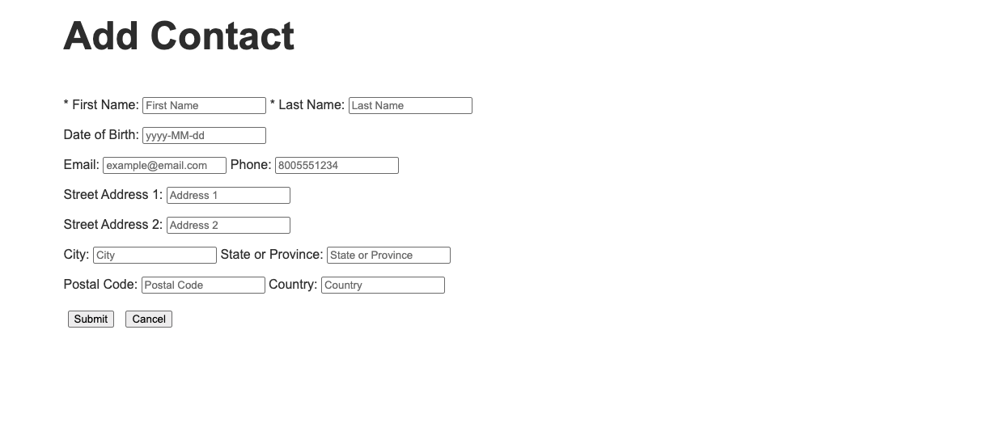 Add Contact
* First Name: First Name * Last Name: Last Name
Date of Birth: yyyy-MM-dd
Email: example@email.com Phone: 8005551234
Street Address 1: Address 1
Street Address 2: Address 2
City: City State or Province: State or Province
Postal Code: Postal Code Country: Country
Submit Cancel